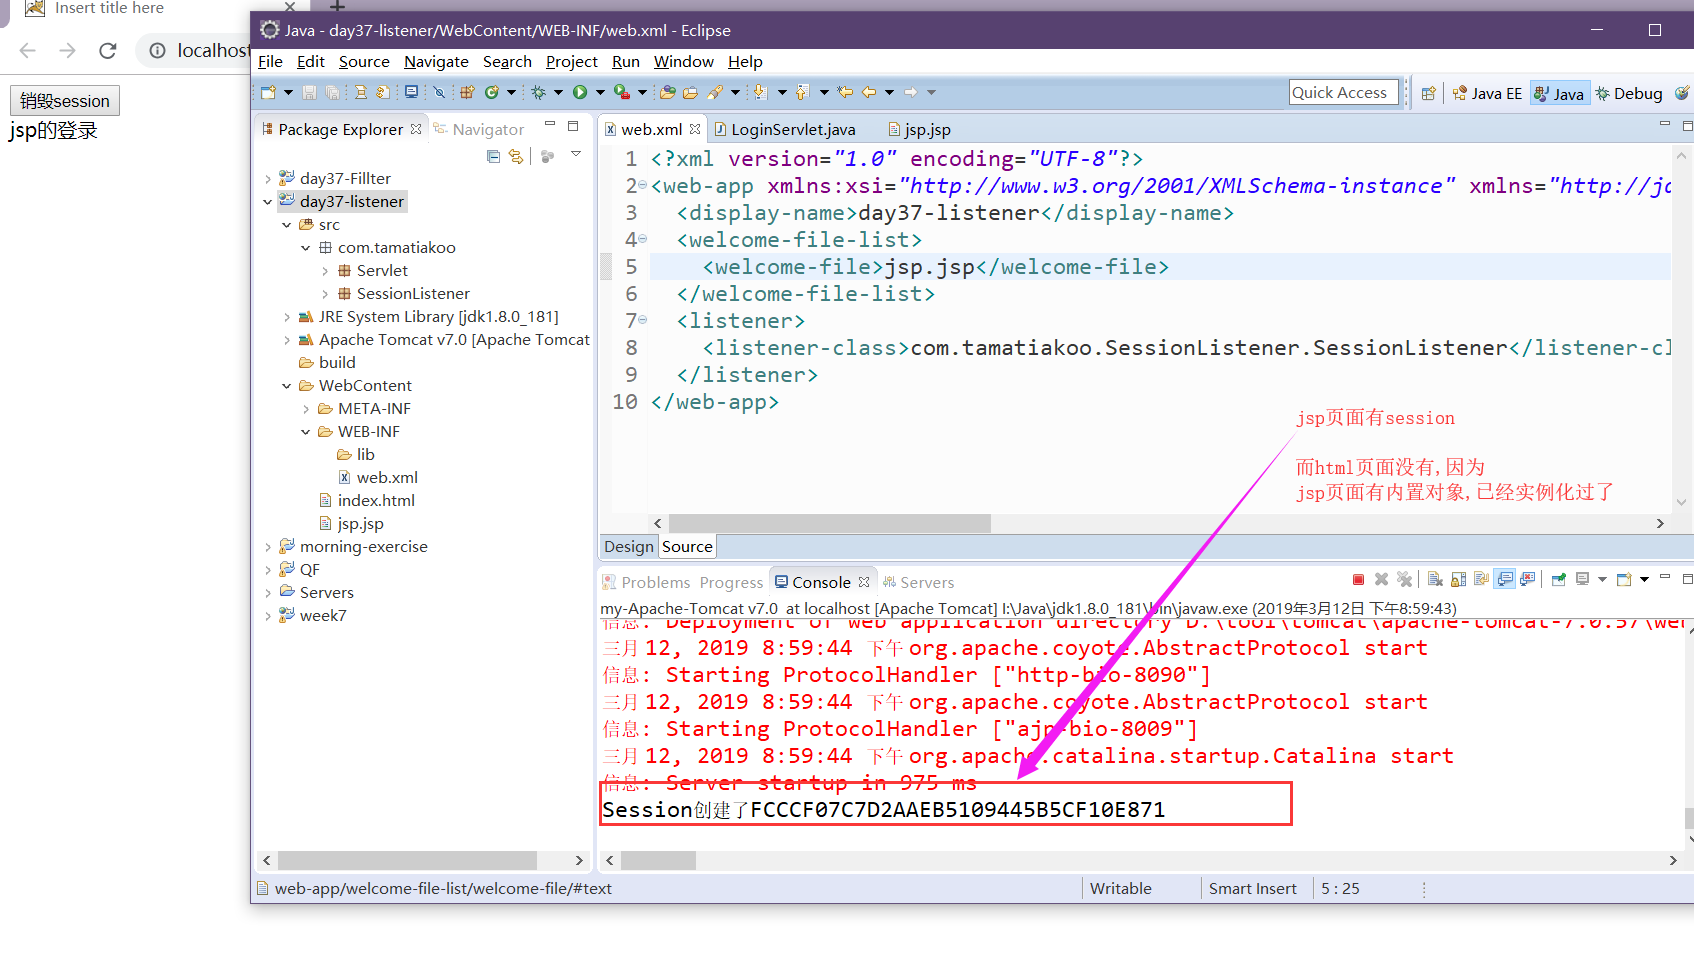 Insert title here
localhost
销毁session
jsp的登录
Java - day37-listener/WebContent/WEB-INF/web.xml - Eclipse
File Edit Source Navigate Search Project Run Window Help
Quick Access
Java EE
Java
Debug
Package Explorer
Navigator
day37-Fillter
day37-listener
src
com.tamatiakoo
Servlet
SessionListener
JRE System Library [jdk1.8.0_181]
Apache Tomcat v7.0 [Apache Tomcat
build
WebContent
META-INF
WEB-INF
lib
web.xml
index.html
jsp.jsp
morning-exercise
QF
Servers
week7
web.xml
LoginServlet.java
jsp.jsp
1 <?xml version="1.0" encoding="UTF-8"?>
2 <web-app xmlns:xsi="http://www.w3.org/2001/XMLSchema-instance" xmlns="http://ja
3 <display-name>day37-listener</display-name>
4 <welcome-file-list>
5 <welcome-file>jsp.jsp</welcome-file>
6 </welcome-file-list>
7 <listener>
8 <listener-class>com.tamatiakoo.SessionListener.SessionListener</listener-cl
9 </listener>
10 </web-app>
jsp页面有session
而html页面没有,因为
jsp页面有内置对象,已经实例化过了
Design Source
Problems Progress Console Servers
my-Apache-Tomcat v7.0 at localhost [Apache Tomcat] I:\Java\jdk1.8.0_181\bin\javaw.exe (2019年3月12日 下午8:59:43)
信息: Deployment of web application directory D:\tool\tomcat\apache-tomcat-7.0.57\we
三月 12, 2019 8:59:44 下午 org.apache.coyote.AbstractProtocol start
信息: Starting ProtocolHandler ["http-bio-8090"]
三月 12, 2019 8:59:44 下午 org.apache.coyote.AbstractProtocol start
信息: Starting ProtocolHandler ["ajp-bio-8009"]
三月 12, 2019 8:59:44 下午 org.apache.catalina.startup.Catalina start
信息: Server startup in 975 ms
Session创建了FCCCF07C7D2AAEB5109445B5CF10E871
web-app/welcome-file-list/welcome-file/#text
Writable
Smart Insert
5 : 25